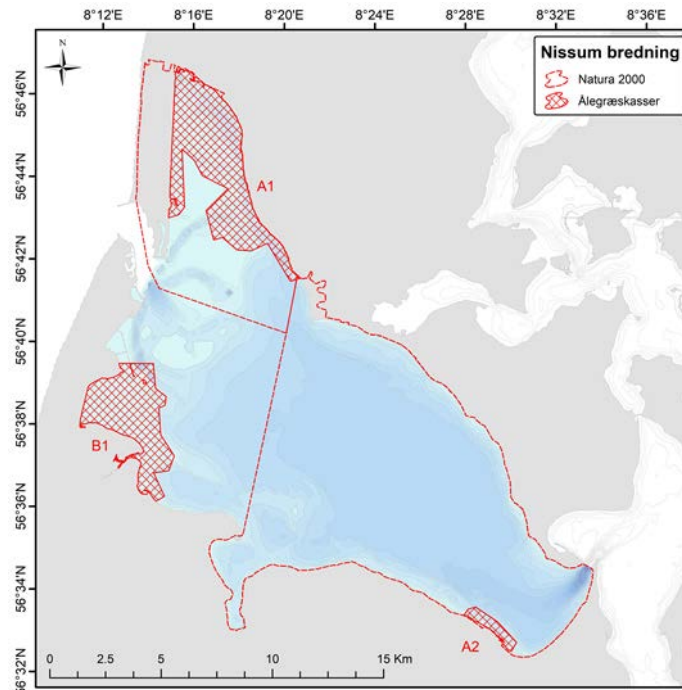 8°12'E 8°16'E 8°20'E 8°24'E 8°28'E 8°32'E
N
Nissum bredning
Natura 2000
Ålegræskasser
56°46'N
56°44'N
56°42'N
56°40'N
56°38'N
56°36'N
56°34'N
56°32'N
A1
B1
A2
0 2.5 5 10 15 Km